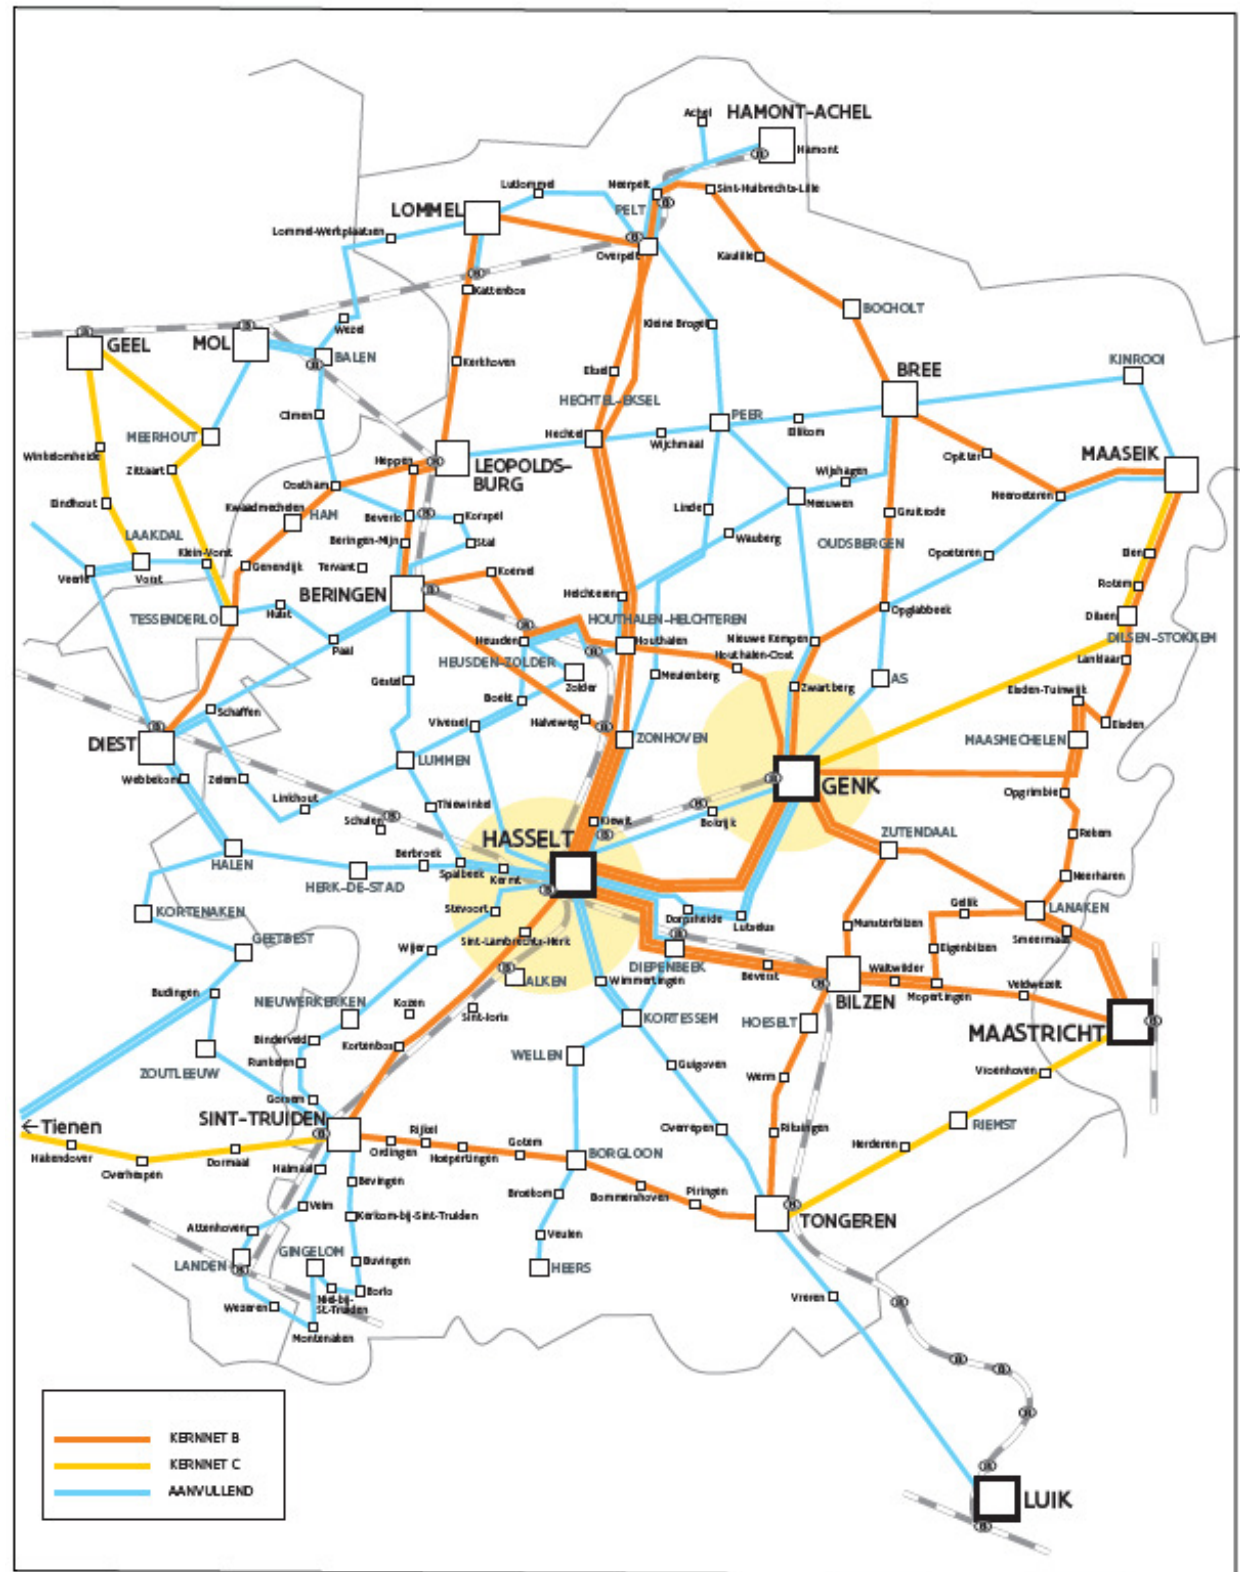 HAMONT-ACHEL
Achel
Hamont
Lutlommel
Neerpelt
Sint-Huibrechts-Lille
LOMMEL
PELT
Lommel-Werkplaatsen
Overpelt
Kaulille
Kattenbos
BOCHOLT
Wezel
Kleine Brogel
GEEL
MOL
BALEN
KINROOI
Kerkhoven
Eksel
BREE
HECHTEL-EKSEL
Olmen
PEER
Ellikom
MEERHOUT
Hechtel
Wijchmaal
Winkelomheide
Opitter
MAASEIK
Zittaart
Heppen
LEOPOLDS-
BURG
Wijshagen
Oostham
Neeroeteren
Eindhout
Meeuwen
Kwaadmechelen
HAM
Linde
Gruitrode
Beverlo
Korspel
LAAKDAL
Wauberg
OUDSBERGEN
Beringen-Mijn
Stal
Klein-Vorst
Opoeteren
Elen
Veerle
Vorst
Genendijk
Tervant
Koersel
Rotem
BERINGEN
Helchteren
Opglabbeek
TESSENDERLO
Hulst
HOUTHALEN-HELCHTEREN
Dilsen
DILSEN-STOKKEM
Paal
Heusden
Houthalen
Nieuwe Kempen
Houthalen-Oost
HEUSDEN-ZOLDER
Lanklaar
Gestel
Zolder
Meulenberg
Zwartberg
AS
Eisden-Tuinwijk
Boekt
Schaffen
Viversel
Halveweg
Eisden
DIEST
ZONHOVEN
MAASMECHELEN
LUMMEN
Webbekom
Zelem
GENK
Opgrimbie
Linkhout
Thiewinkel
Kiewit
Bokrijk
Schulen
HASSELT
ZUTENDAAL
Rekem
HALEN
Berbroek
HERK-DE-STAD
Spalbeek
Kermt
Neerharen
KORTENAKEN
Stevoort
Dorpsheide
Lutselus
Gellik
LANAKEN
Munsterbilzen
Smeermaas
GEETBEST
Wijer
Sint-Lambrechts-Herk
Eigenbilzen
DIEPENBEEK
Beverst
Waltwilder
ALKEN
Wimmertingen
Mopertingen
Veldwezelt
Budingen
BILZEN
NIEUWERKERKEN
Kozen
Sint-Joris
KORTESSEM
HOESELT
MAASTRICHT
Binderveld
Kortenbos
ZOUTLEEUW
Runkelen
WELLEN
Guigoven
Werm
Vroenhoven
Gorsem
←Tienen
SINT-TRUIDEN
Rijkel
Overrepen
Riksingen
RIEMST
Hakendover
Ordingen
Hoepertingen
Gotem
BORGLOON
Herderen
Overhespen
Dormaal
Halmaal
Bevingen
Broekom
Bommershoven
Piringen
TONGEREN
Velm
Kerkom-bij-Sint-Truiden
Attenhoven
Veulen
GINGELOM
Buvingen
LANDEN
HEERS
Borlo
Niel-bij-
St.-Truiden
Vreren
Wezeren
Montenaken
KERNNET B
KERNNET C
AANVULLEND
LUIK